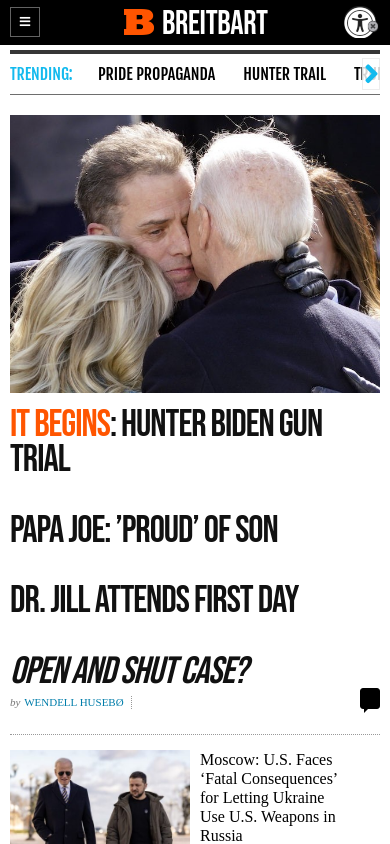 BREITBART
TRENDING: PRIDE PROPAGANDA HUNTER TRAIL
IT BEGINS: HUNTER BIDEN GUN
TRIAL
PAPA JOE: ’PROUD’ OF SON
DR. JILL ATTENDS FIRST DAY
OPEN AND SHUT CASE?
by WENDELL HUSEBØ
Moscow: U.S. Faces
‘Fatal Consequences’
for Letting Ukraine
Use U.S. Weapons in
Russia